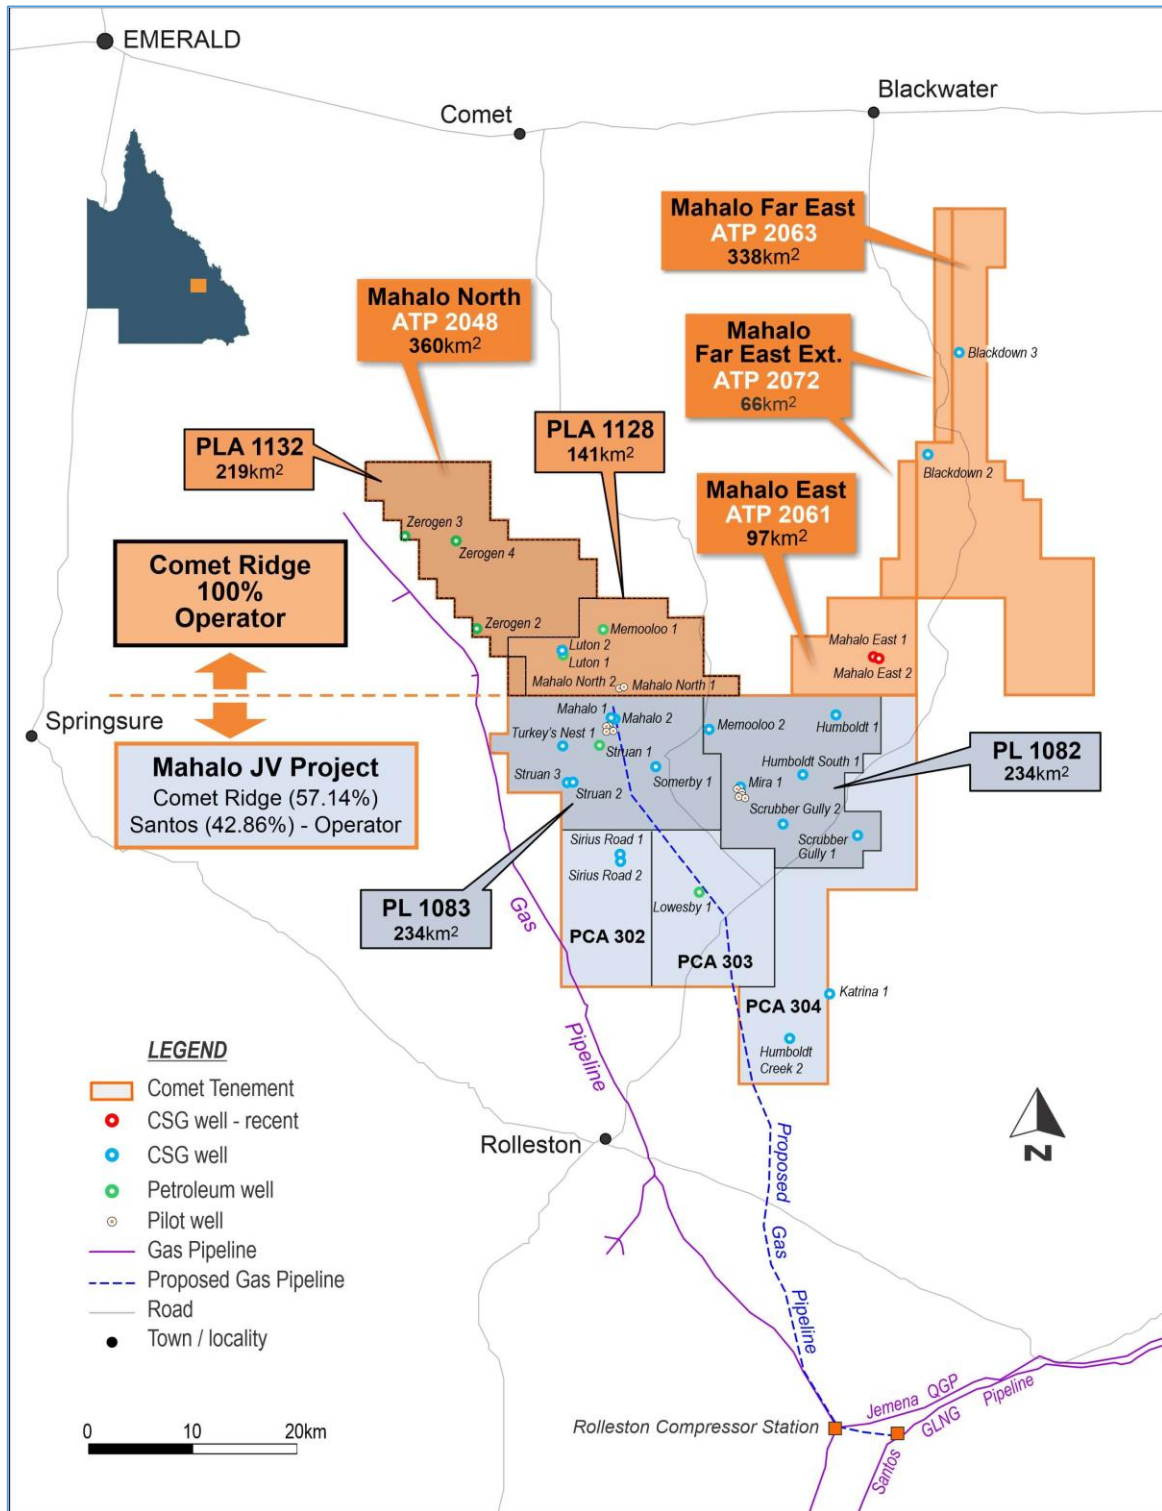 EMERALD
Comet
Blackwater
Mahalo Far East
ATP 2063
338km²
Mahalo North
ATP 2048
360km²
Mahalo
Far East Ext.
ATP 2072
66km²
Blackdown 3
PLA 1132
219km²
PLA 1128
141km²
Blackdown 2
Mahalo East
ATP 2061
97km²
Zerogen 3
Zerogen 4
Comet Ridge
100%
Operator
Zerogen 2
Memooloo 1
Luton 2
Luton 1
Mahalo East 1
Mahalo East 2
Mahalo North 2
Mahalo North 1
Springsure
Mahalo 1
Mahalo 2
Memooloo 2
Humboldt 1
Turkey's Nest 1
Struan 1
PL 1082
234km²
Mahalo JV Project
Comet Ridge (57.14%)
Santos (42.86%) - Operator
Struan 3
Struan 2
Somerby 1
Humboldt South 1
Mira 1
Scrubber Gully 2
Scrubber
Gully 1
Sirius Road 1
Sirius Road 2
PL 1083
234km²
Lowesby 1
Gas
Pipeline
PCA 302
PCA 303
PCA 304
Katrina 1
Humboldt
Creek 2
LEGEND
Comet Tenement
CSG well - recent
CSG well
Petroleum well
Pilot well
Gas Pipeline
Proposed Gas Pipeline
Road
Town / locality
Rolleston
N
Proposed
Gas
Pipeline
Jemena QGP
Pipeline
Santos
GLNG
Rolleston Compressor Station
0
10
20km